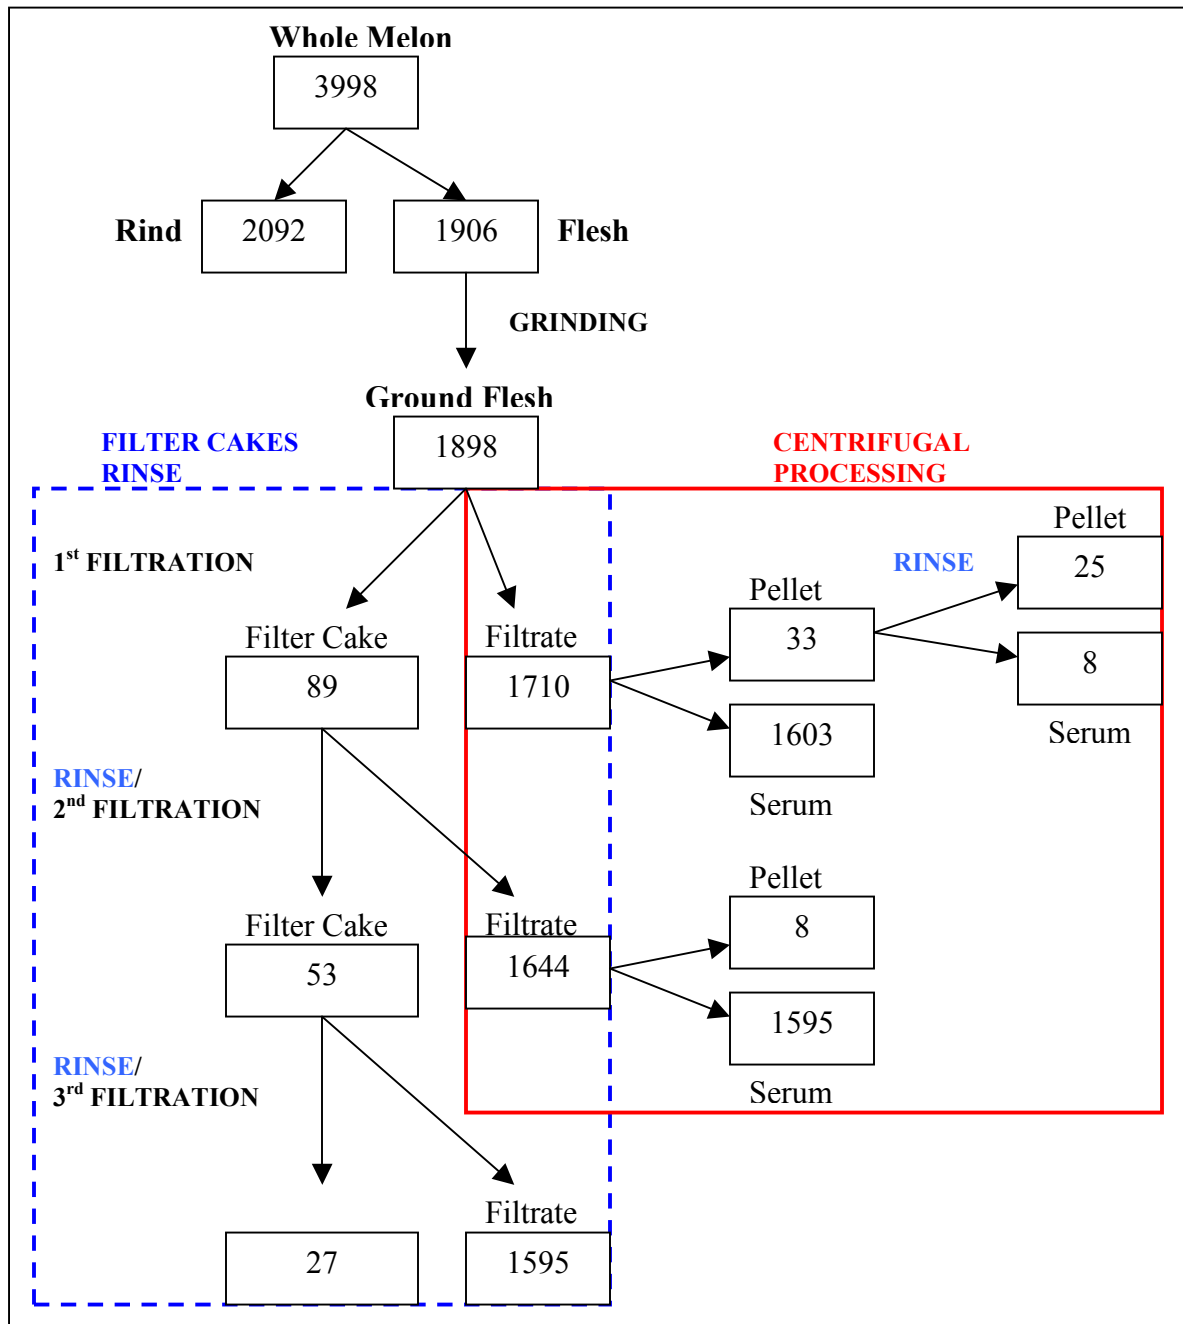 Whole Melon
3998
Rind
2092
1906
Flesh
GRINDING
Ground Flesh
1898
FILTER CAKES
RINSE
CENTRIFUGAL
PROCESSING
1st FILTRATION
Filter Cake
89
Filtrate
1710
Pellet
33
1603
Serum
RINSE
Pellet
25
8
Serum
RINSE/
2nd FILTRATION
Filter Cake
53
Filtrate
1644
Pellet
8
1595
Serum
RINSE/
3rd FILTRATION
27
Filtrate
1595